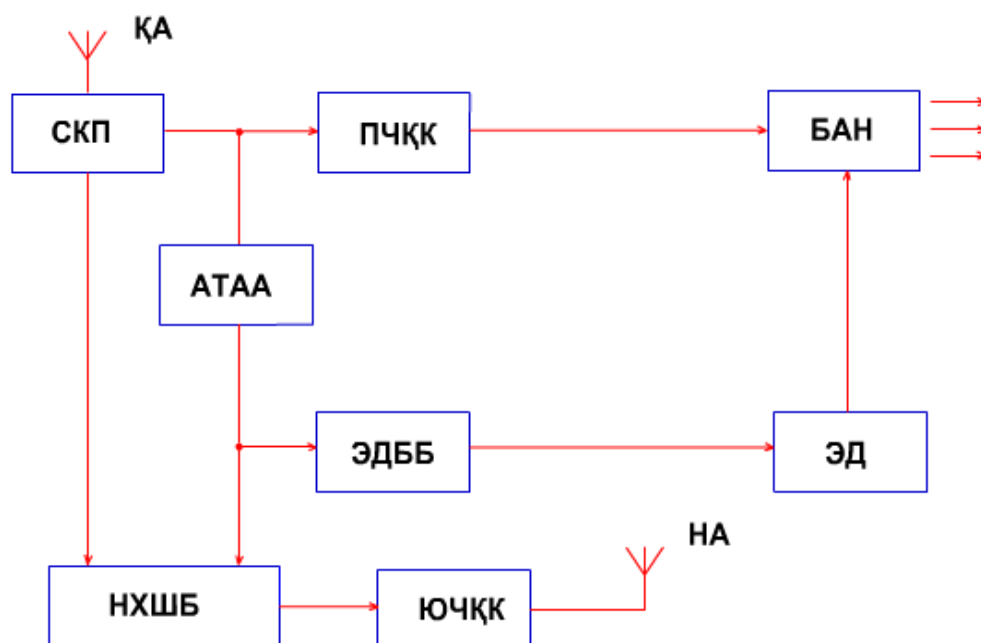 ҚА
СКП
ПЧҚК
БАН
АТАА
ЭДББ
ЭД
НА
НХШБ
ЮЧҚК